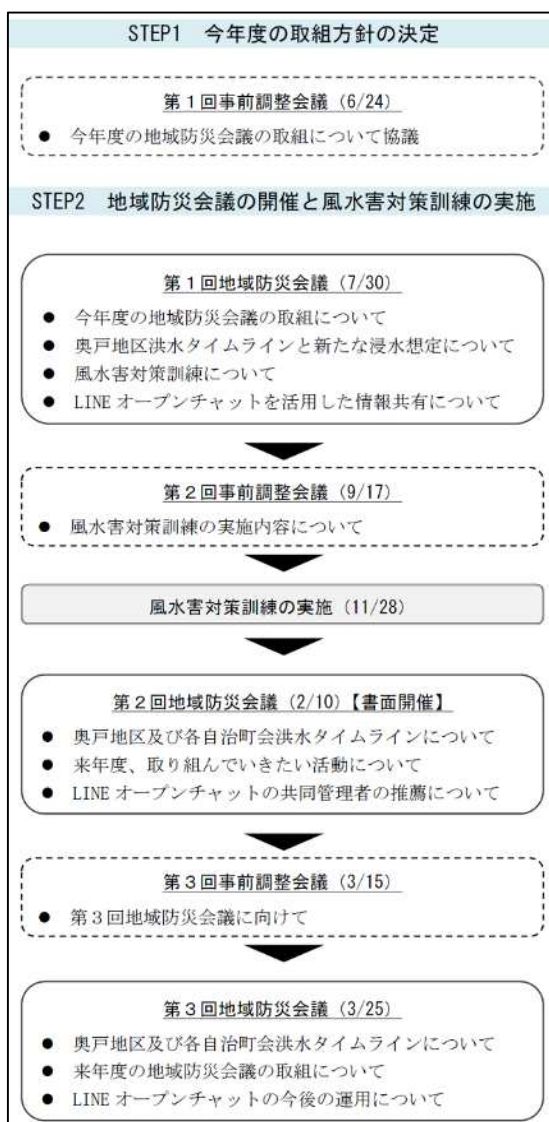 STEP1 今年度の取組方針の決定
第１回事前調整会議（6/24）
● 今年度の地域防災会議の取組について協議
STEP2 地域防災会議の開催と風水害対策訓練の実施
第１回地域防災会議（7/30）
● 今年度の地域防災会議の取組について
● 奥戸地区洪水タイムラインと新たな浸水想定について
● 風水害対策訓練について
● LINE オープンチャットを活用した情報共有について
第２回事前調整会議（9/17）
● 風水害対策訓練の実施内容について
風水害対策訓練の実施（11/28）
第２回地域防災会議（2/10）【書面開催】
● 奥戸地区及び各自治町会洪水タイムラインについて
● 来年度、取り組んでいきたい活動について
● LINE オープンチャットの共同管理者の推薦について
第３回事前調整会議（3/15）
● 第３回地域防災会議に向けて
第３回地域防災会議（3/25）
● 奥戸地区及び各自治町会洪水タイムラインについて
● 来年度の地域防災会議の取組について
● LINE オープンチャットの今後の運用について